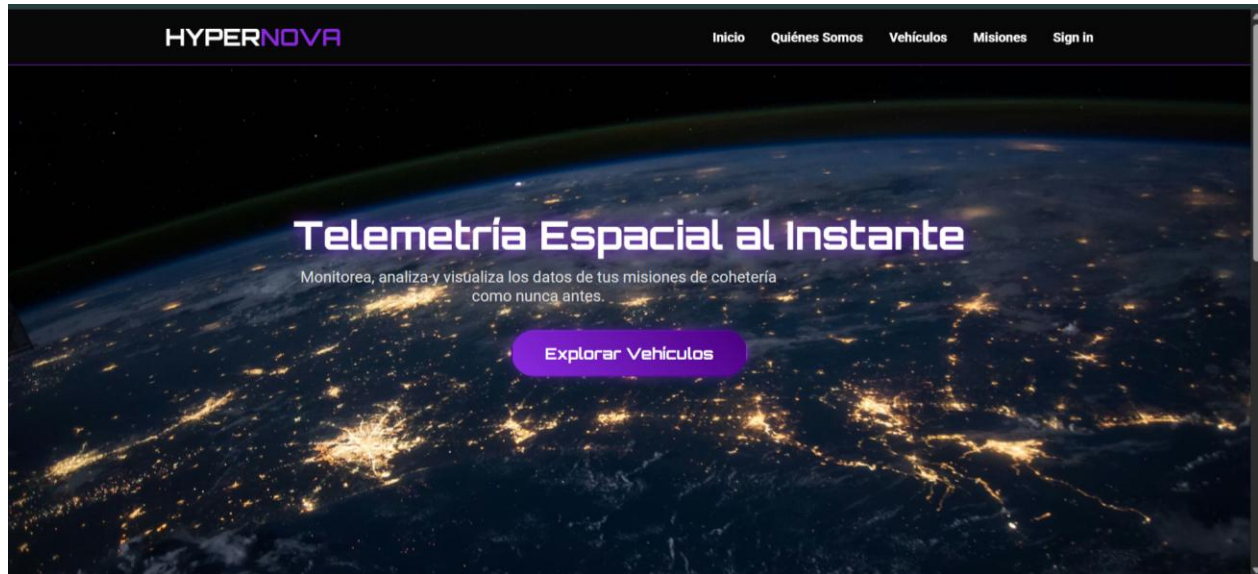 HYPERNOVA
Inicio Quiénes Somos Vehículos Misiones Sign in
Telemetría Espacial al Instante
Monitorea, analiza y visualiza los datos de tus misiones de cohetería
como nunca antes.
Explorar Vehículos